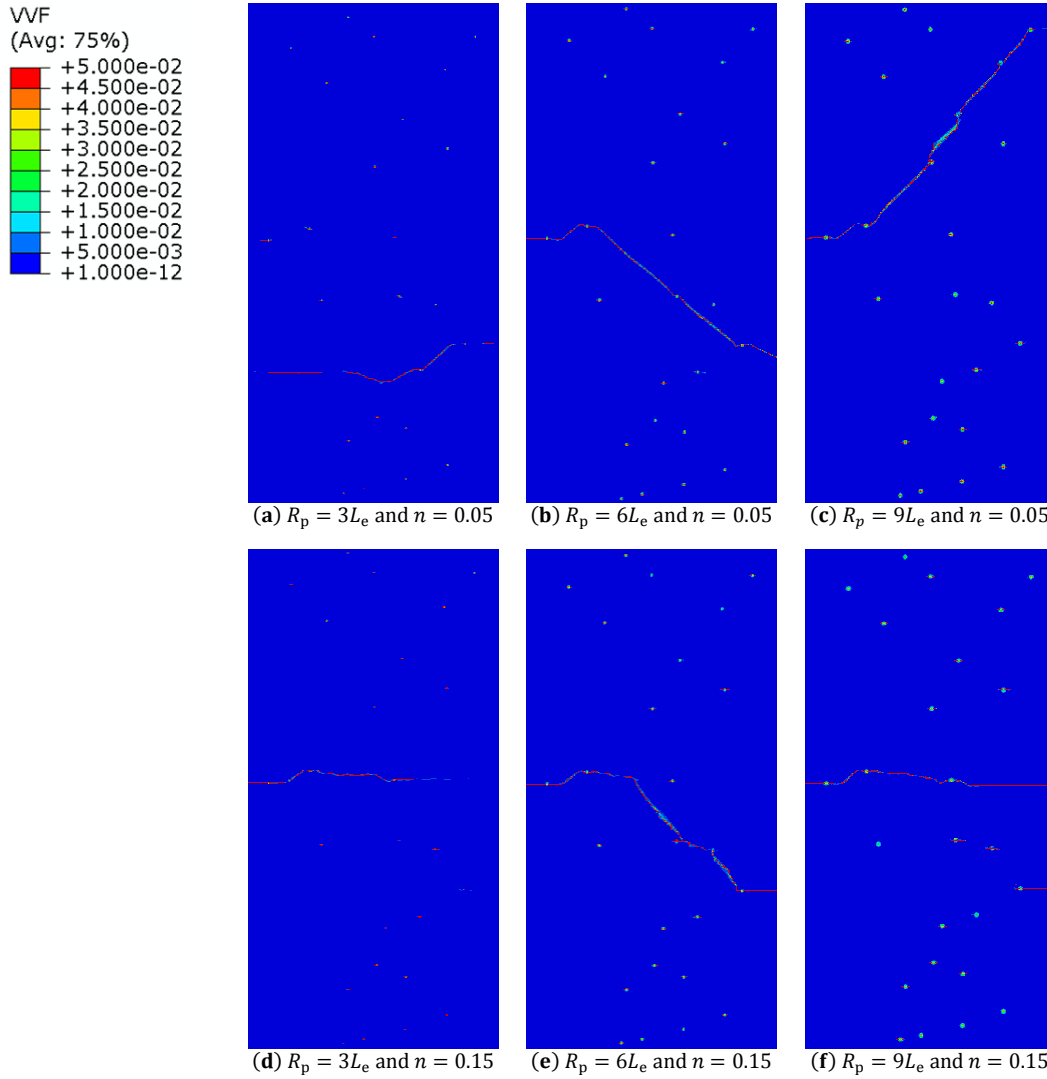 VVF
(Avg: 75%)
+5.000e-02
+4.500e-02
+4.000e-02
+3.500e-02
+3.000e-02
+2.500e-02
+2.000e-02
+1.500e-02
+1.000e-02
+5.000e-03
+1.000e-12
(a) Rp = 3Le and n = 0.05
(b) Rp = 6Le and n = 0.05
(c) Rp = 9Le and n = 0.05
(d) Rp = 3Le and n = 0.15
(e) Rp = 6Le and n = 0.15
(f) Rp = 9Le and n = 0.15